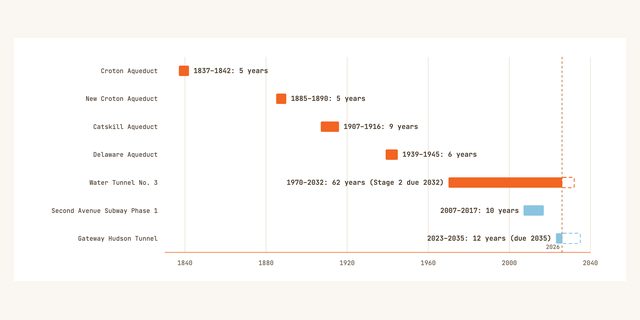 Croton Aqueduct 1837–1842: 5 years
New Croton Aqueduct 1885–1890: 5 years
Catskill Aqueduct 1907–1916: 9 years
Delaware Aqueduct 1939–1945: 6 years
Water Tunnel No. 3 1970–2032: 62 years (Stage 2 due 2032)
Second Avenue Subway Phase 1 2007–2017: 10 years
Gateway Hudson Tunnel 2023–2035: 12 years (due 2035)
2026
1840 1880 1920 1960 2000 2040